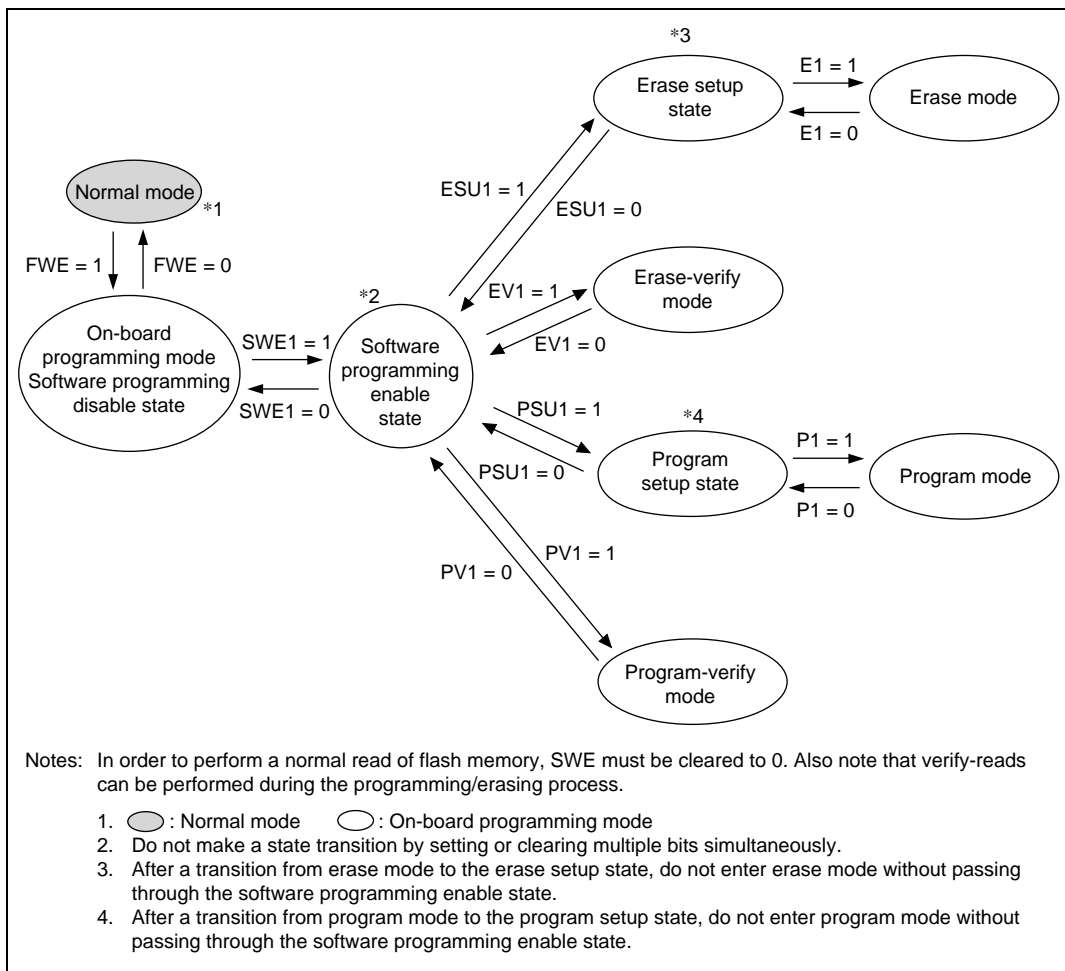 *3
E1 = 1
Erase setup
state
Erase mode
E1 = 0
Normal mode
*1
ESU1 = 1
ESU1 = 0
FWE = 1
FWE = 0
Erase-verify
mode
*2
EV1 = 1
EV1 = 0
On-board
programming mode
Software programming
disable state
SWE1 = 1
SWE1 = 0
Software
programming
enable
state
PSU1 = 1
PSU1 = 0
*4
P1 = 1
Program
setup state
Program mode
P1 = 0
PV1 = 1
PV1 = 0
Program-verify
mode
Notes: In order to perform a normal read of flash memory, SWE must be cleared to 0. Also note that verify-reads
can be performed during the programming/erasing process.
1. : Normal mode : On-board programming mode
2. Do not make a state transition by setting or clearing multiple bits simultaneously.
3. After a transition from erase mode to the erase setup state, do not enter erase mode without passing
through the software programming enable state.
4. After a transition from program mode to the program setup state, do not enter program mode without
passing through the software programming enable state.